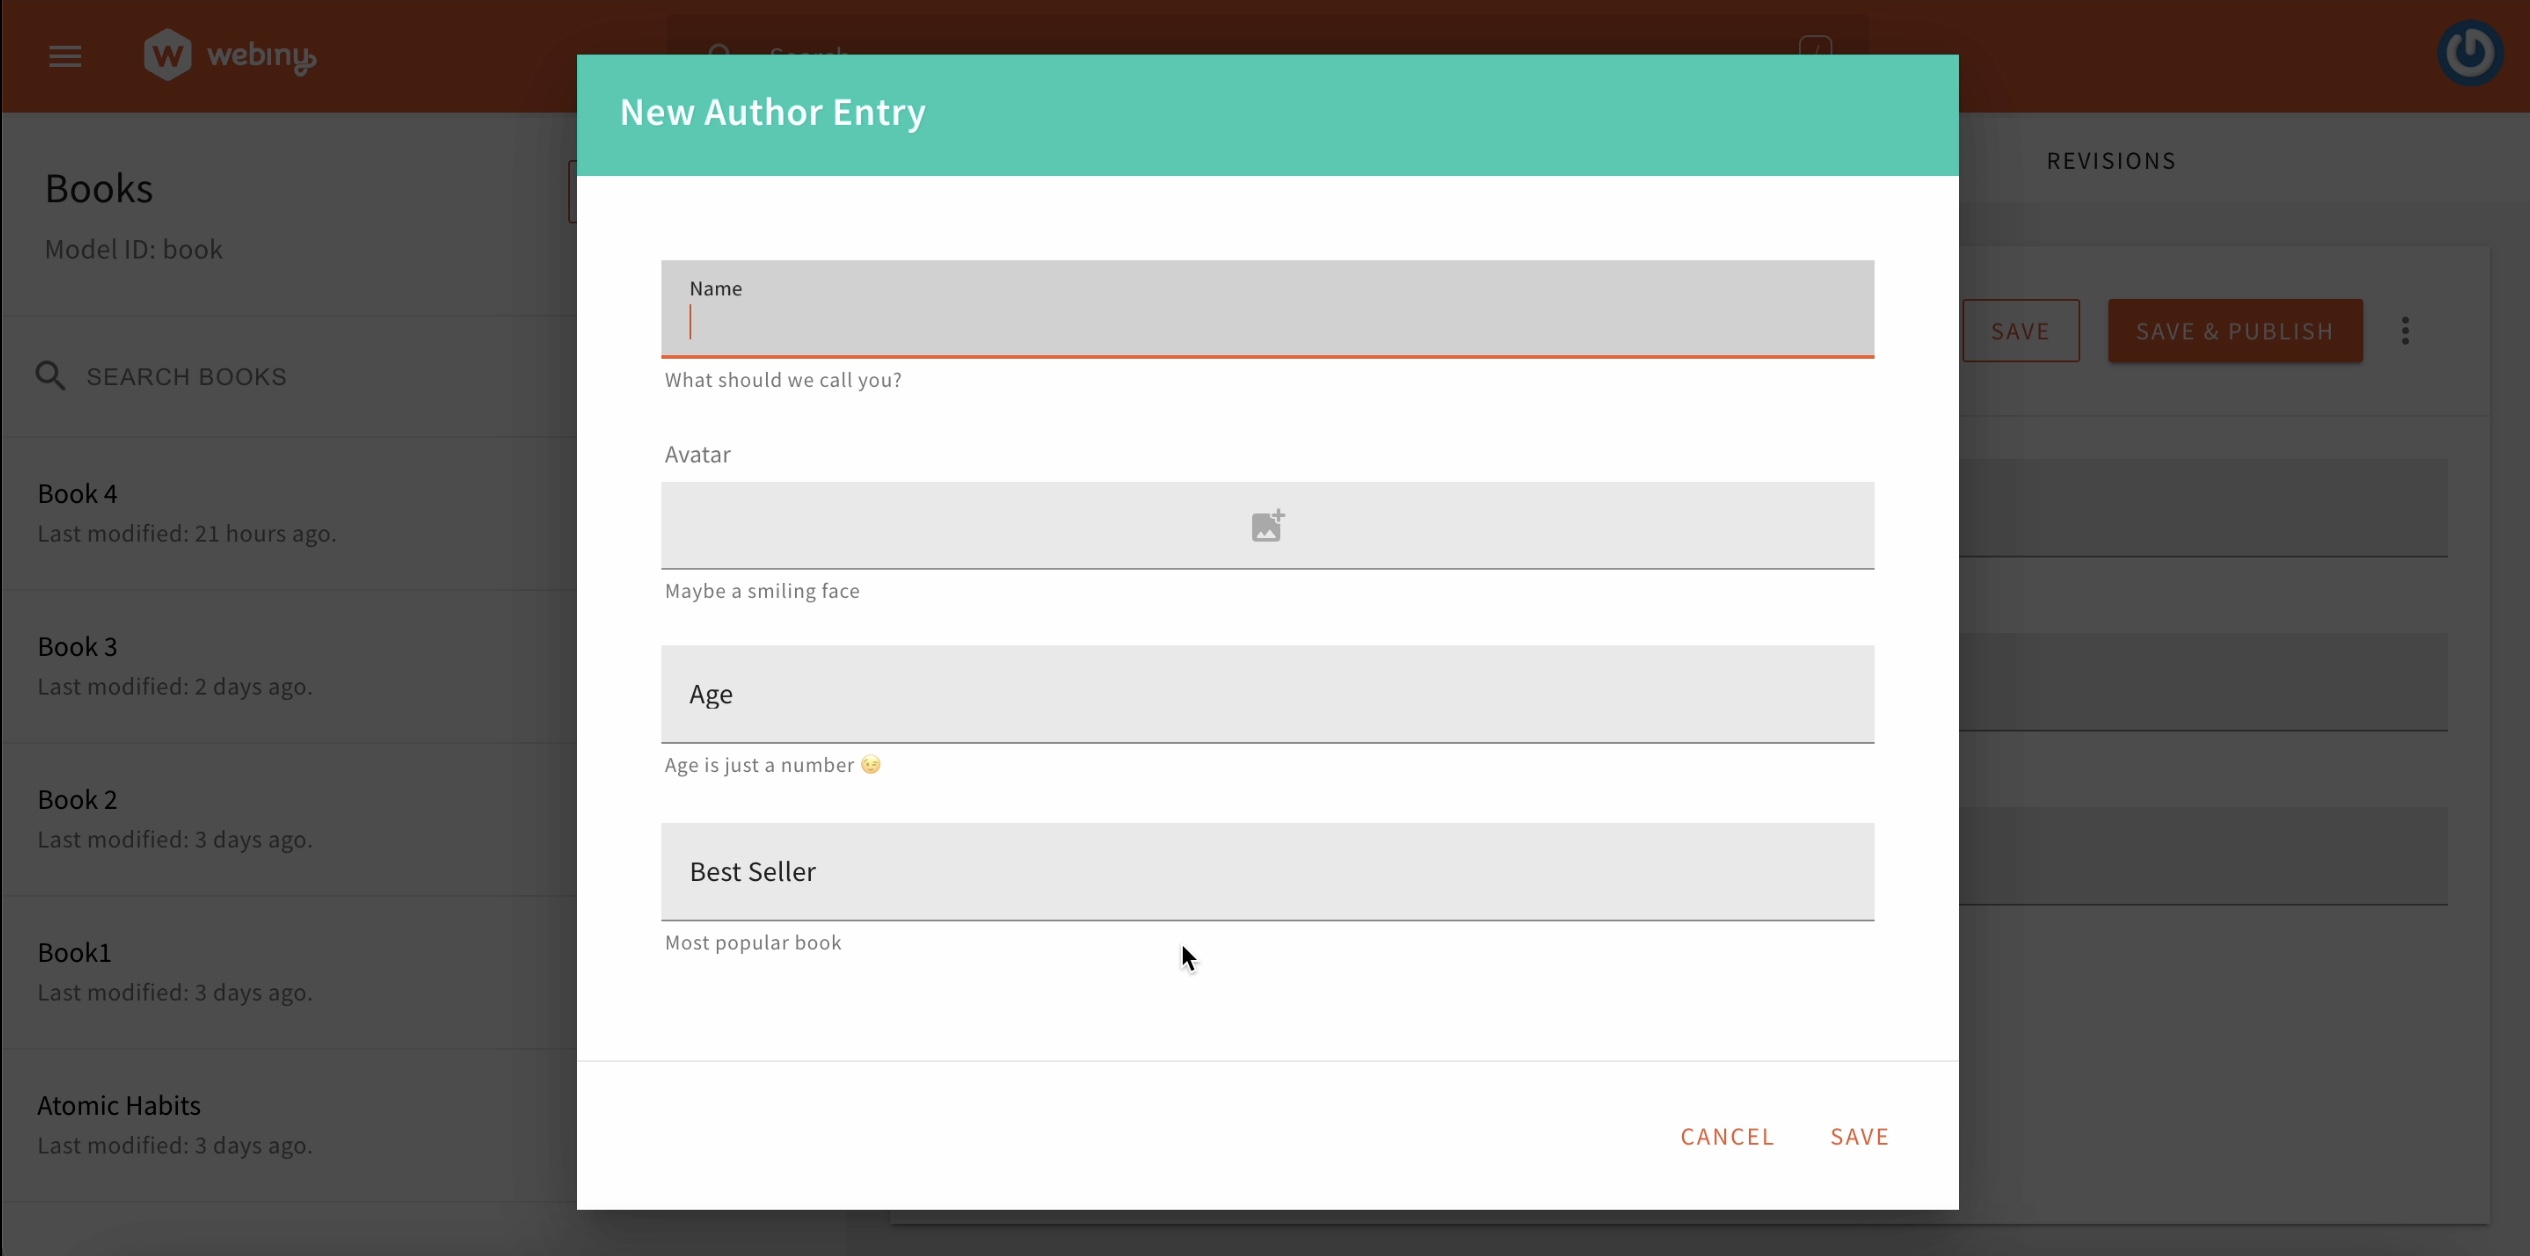 webiny
Search
/
New Author Entry
Books
Model ID: book
REVISIONS
SEARCH BOOKS
SAVE
SAVE & PUBLISH
Book 4
Last modified: 21 hours ago.
Book 3
Last modified: 2 days ago.
Book 2
Last modified: 3 days ago.
Book1
Last modified: 3 days ago.
Atomic Habits
Last modified: 3 days ago.
Name
What should we call you?
Avatar
Maybe a smiling face
Age
Age is just a number 😉
Best Seller
Most popular book
CANCEL
SAVE